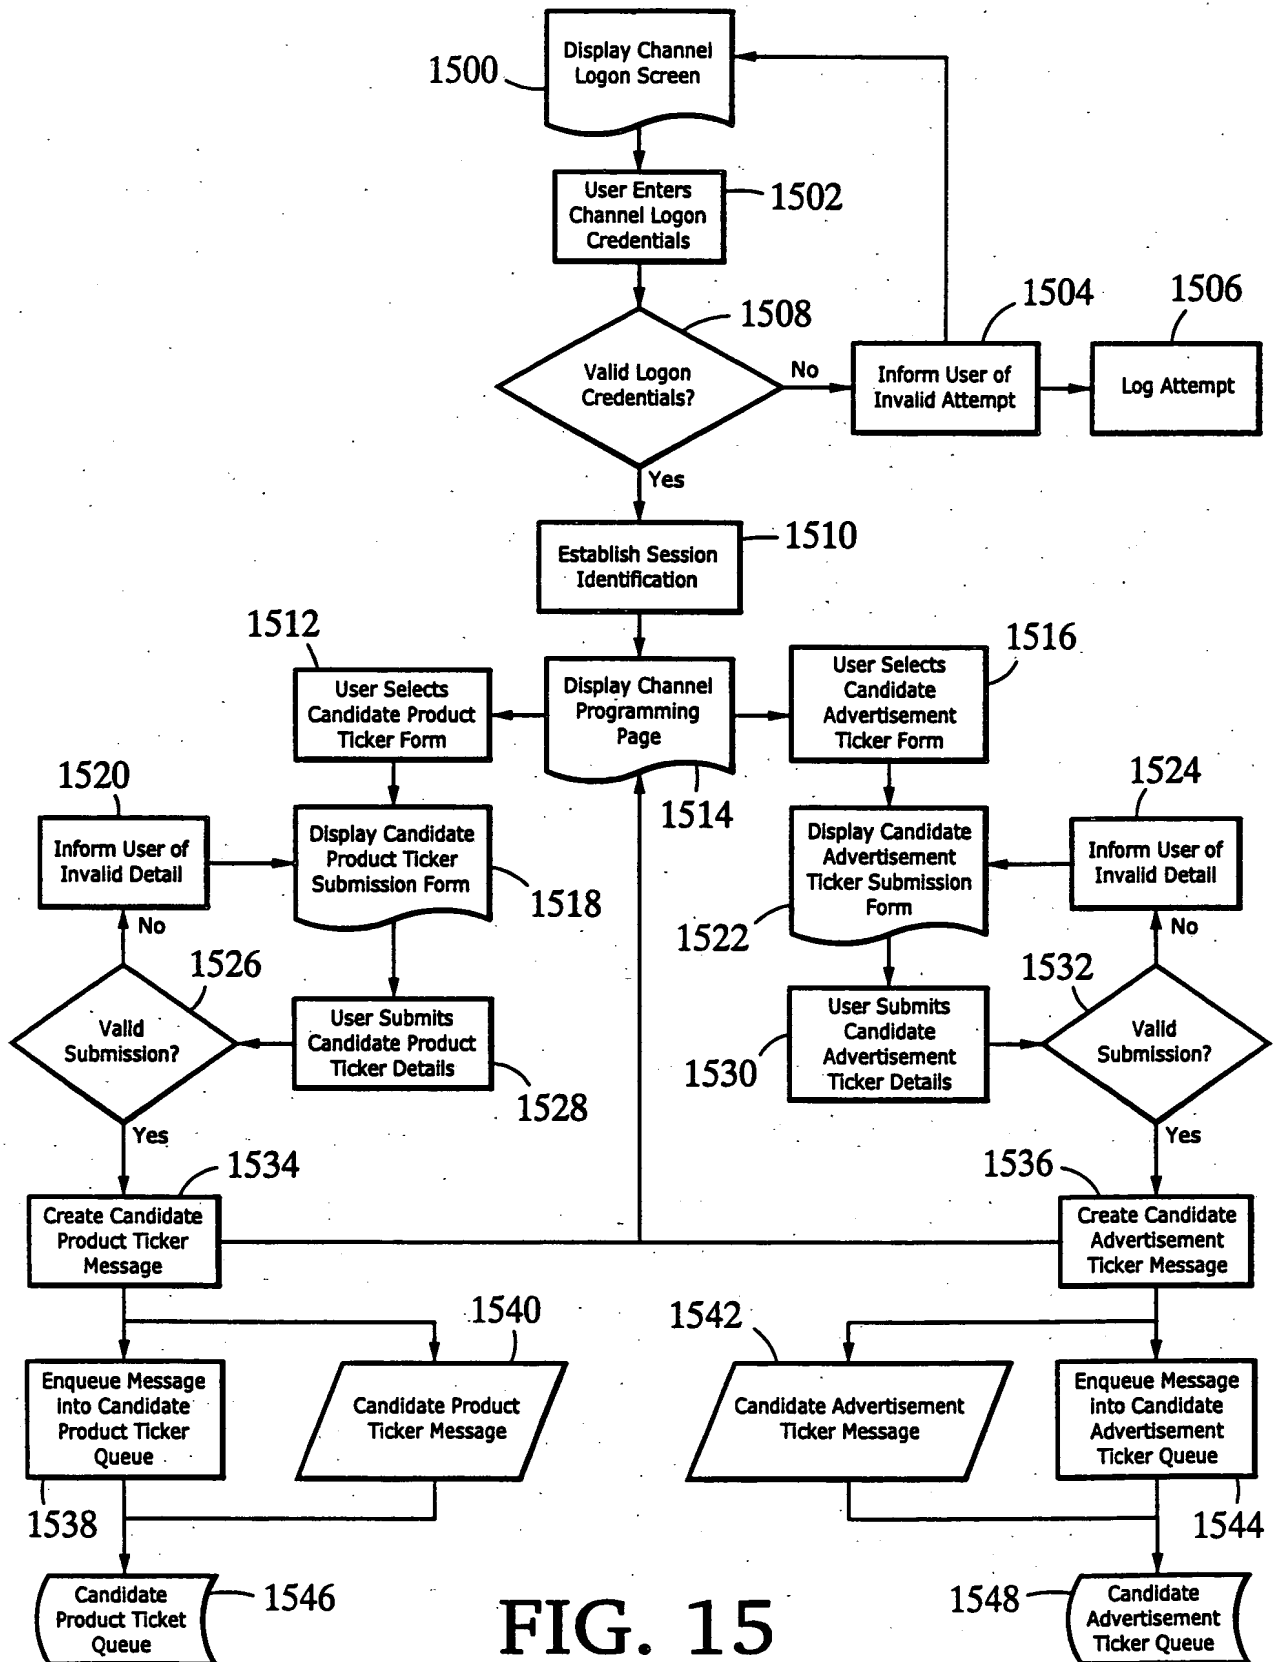 Display Channel
Logon Screen
1500
User Enters
Channel Logon
Credentials
1502
1508
1504
1506
Valid Logon
Credentials?
No
Inform User of
Invalid Attempt
Log Attempt
Yes
1510
Establish Session
Identification
1512
1516
User Selects
Candidate Product
Ticker Form
Display Channel
Programming
Page
User Selects
Candidate
Advertisement
Ticker Form
1520
1514
1524
Inform User of
Invalid Detail
Display Candidate
Product Ticker
Submission Form
Display Candidate
Advertisement
Ticker Submission
Form
Inform User of
Invalid Detail
1518
1522
No
No
1526
1532
Valid
Submission?
User Submits
Candidate Product
Ticker Details
User Submits
Candidate
Advertisement
Ticker Details
Valid
Submission?
1528
1530
Yes
Yes
1534
1536
Create Candidate
Product Ticker
Message
Create Candidate
Advertisement
Ticker Message
1540
1542
Enqueue Message
into Candidate
Product Ticker
Queue
Candidate Product
Ticker Message
Candidate Advertisement
Ticker Message
Enqueue Message
into Candidate
Advertisement
Ticker Queue
1538
1544
Candidate
Product Ticket
Queue
1546
1548
Candidate
Advertisement
Ticker Queue
FIG. 15